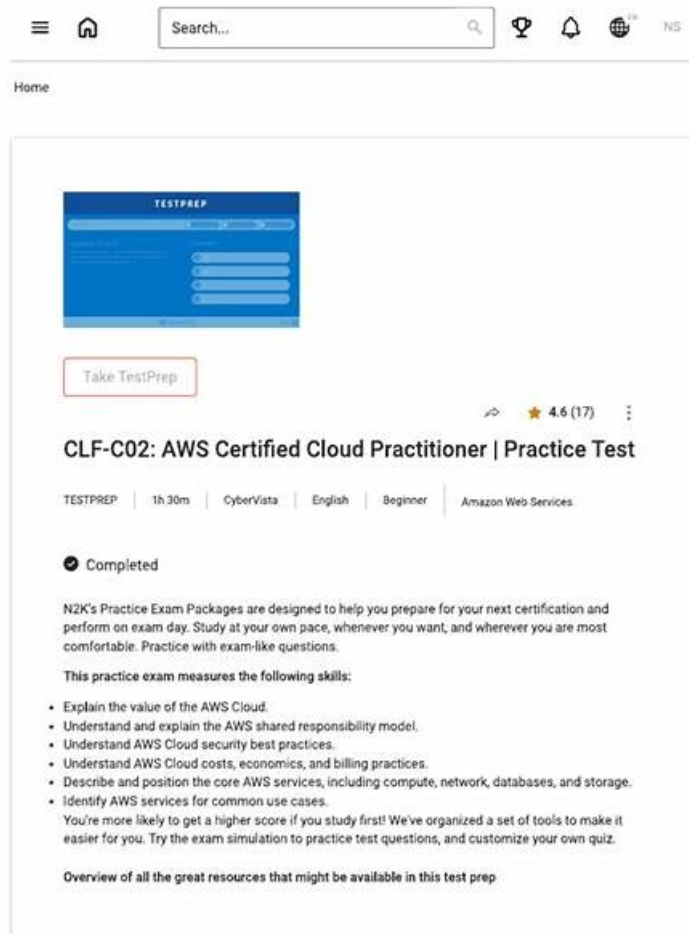 Search...
EN
NS
Home
TESTPREP
Take TestPrep
4.6 (17)
CLF-C02: AWS Certified Cloud Practitioner | Practice Test
TESTPREP | 1h 30m | CyberVista | English | Beginner | Amazon Web Services
Completed
N2K's Practice Exam Packages are designed to help you prepare for your next certification and
perform on exam day. Study at your own pace, whenever you want, and wherever you are most
comfortable. Practice with exam-like questions.
This practice exam measures the following skills:
• Explain the value of the AWS Cloud.
• Understand and explain the AWS shared responsibility model.
• Understand AWS Cloud security best practices.
• Understand AWS Cloud costs, economics, and billing practices.
• Describe and position the core AWS services, including compute, network, databases, and storage.
• Identify AWS services for common use cases.
You're more likely to get a higher score if you study first! We've organized a set of tools to make it
easier for you. Try the exam simulation to practice test questions, and customize your own quiz.
Overview of all the great resources that might be available in this test prep